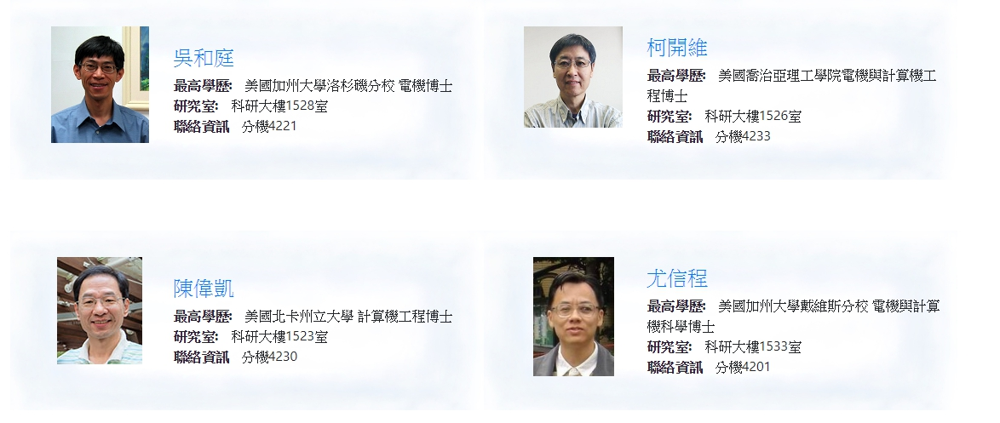 吳和庭
最高學歷: 美國加州大學洛杉磯分校 電機博士
研究室: 科研大樓1528室
聯絡資訊 分機4221
柯開維
最高學歷: 美國喬治亞理工學院電機與計算機工
程博士
研究室: 科研大樓1526室
聯絡資訊 分機4233
陳偉凱
最高學歷: 美國北卡州立大學 計算機工程博士
研究室: 科研大樓1523室
聯絡資訊 分機4230
尤信程
最高學歷: 美國加州大學戴維斯分校 電機與計算
機科學博士
研究室: 科研大樓1533室
聯絡資訊 分機4201